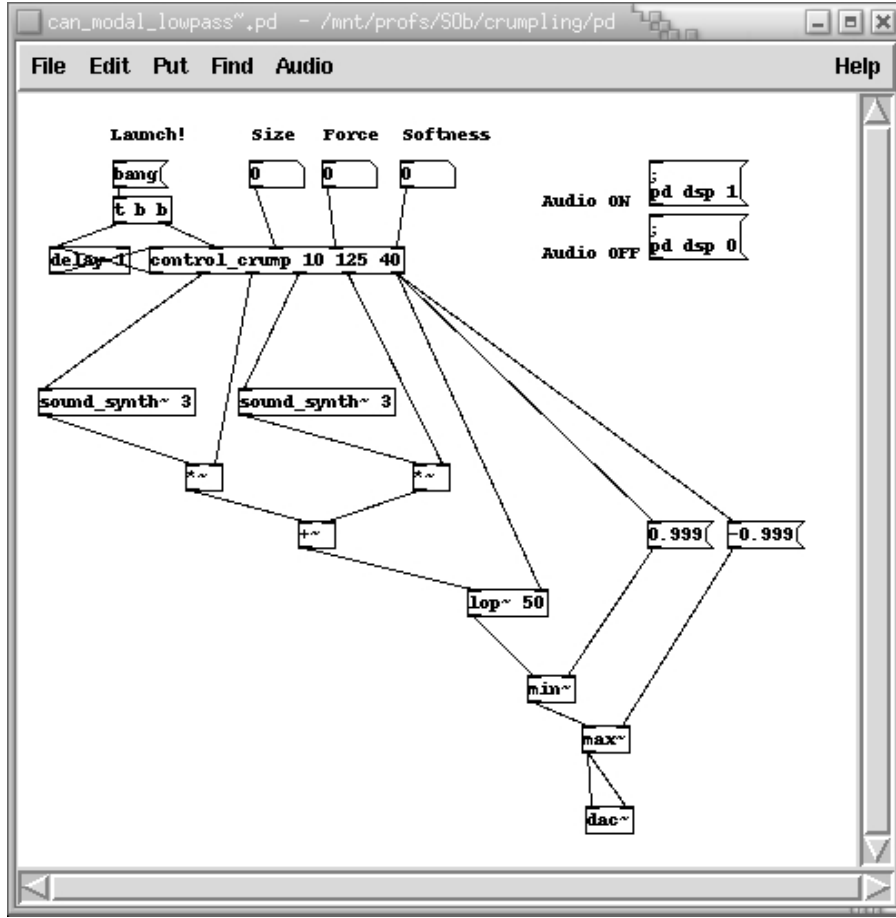 can_modal_lowpass~.pd - /mnt/profs/SOb/crumpling/pd
File Edit Put Find Audio Help
Launch! Size Force Softness
bang 0 0 0
;
pd dsp 1
Audio ON
t b b
;
pd dsp 0
Audio OFF
delay 1 control_crump 10 125 40
sound_synth~ 3 sound_synth~ 3
*~ *~
+~ 0.999 -0.999
lop~ 50
min~
max~
dac~